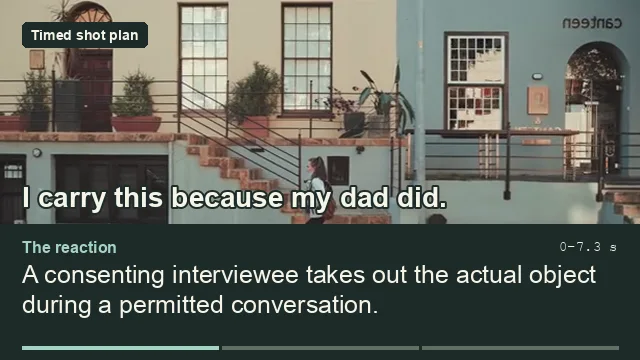 Timed shot plan
canteen
I carry this because my dad did.
The reaction
0–7.3 s
A consenting interviewee takes out the actual object
during a permitted conversation.